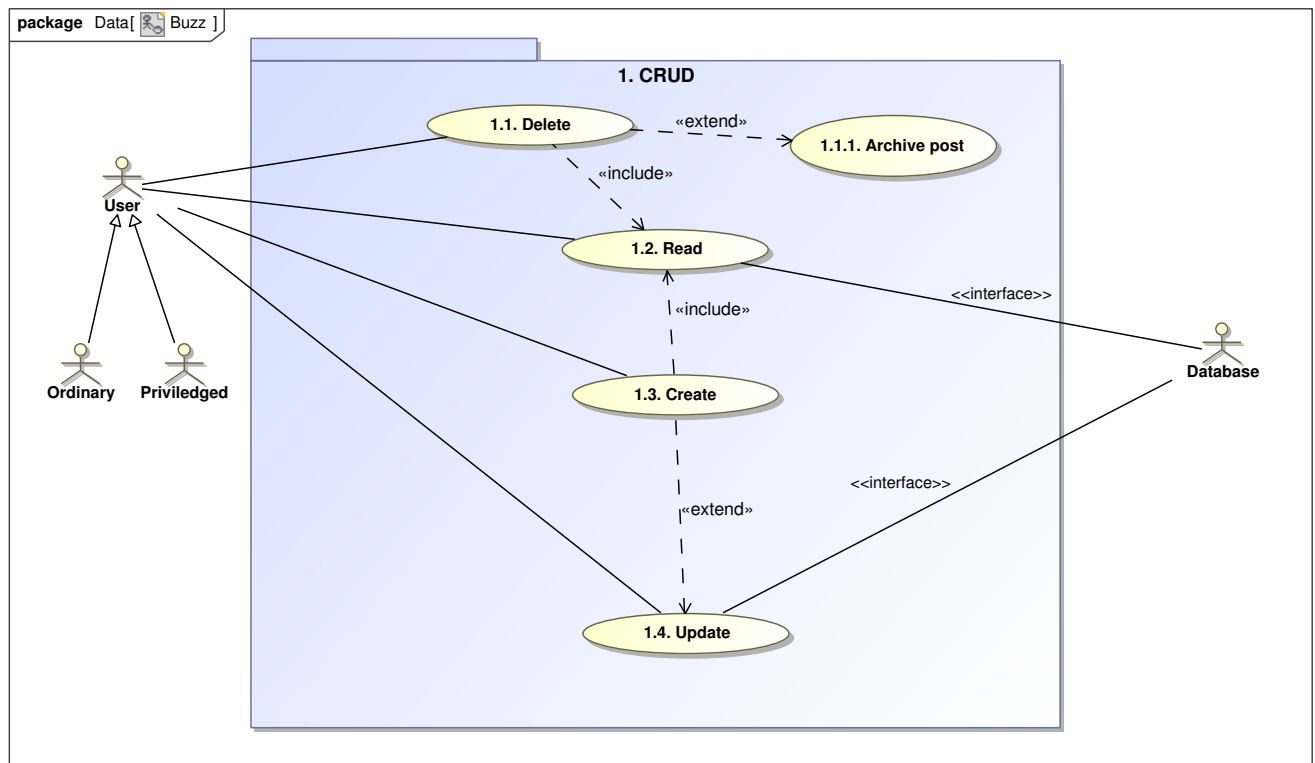 package Data[ Buzz ]
1. CRUD
1.1. Delete
«extend»
1.1.1. Archive post
«include»
User
1.2. Read
«include»
<<interface>>
Database
Ordinary
Priviledged
1.3. Create
<<interface>>
«extend»
1.4. Update